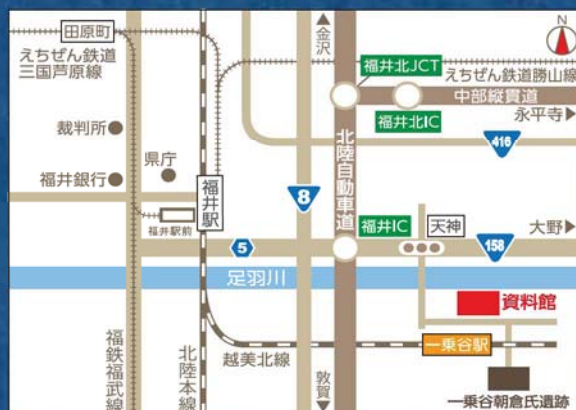 田原町
えちぜん鉄道
三国芦原線
金沢
N
福井北JCT
えちぜん鉄道勝山線
中部縦貫道
永平寺
裁判所
福井北IC
416
県庁
北陸自動車道
福井銀行
福井駅
8
福井駅前
福井IC
天神
大野
5
158
足羽川
資料館
福鉄福武線
北陸本線
越美北線
一乗谷駅
敦賀
一乗谷朝倉氏遺跡